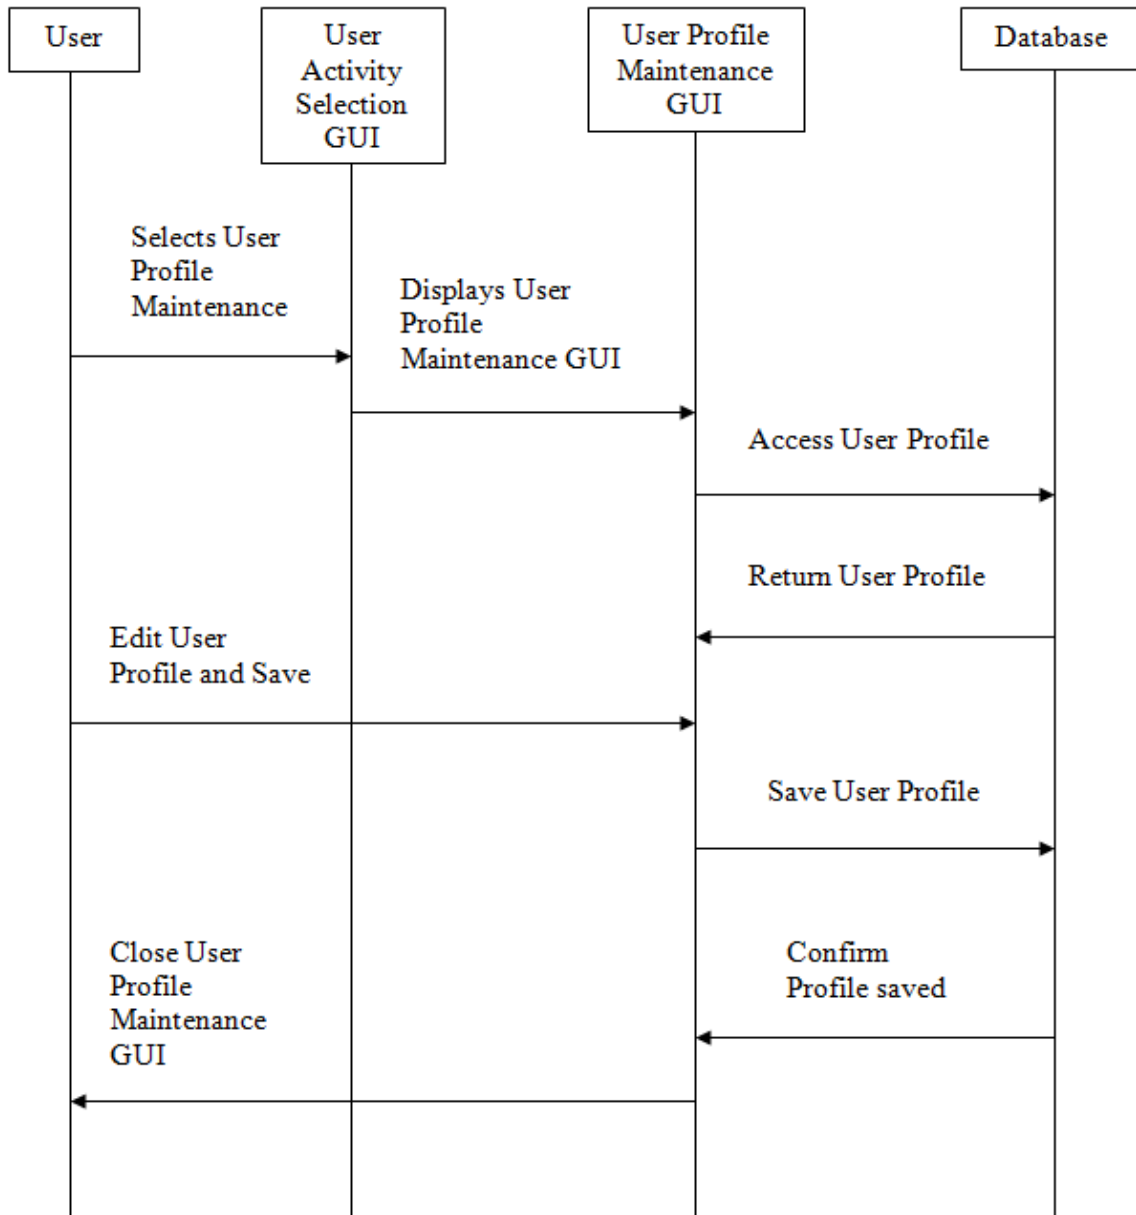 User
User
Activity
Selection
GUI
User Profile
Maintenance
GUI
Database
Selects User
Profile
Maintenance
Displays User
Profile
Maintenance GUI
Access User Profile
Return User Profile
Edit User
Profile and Save
Save User Profile
Close User
Profile
Maintenance
GUI
Confirm
Profile saved